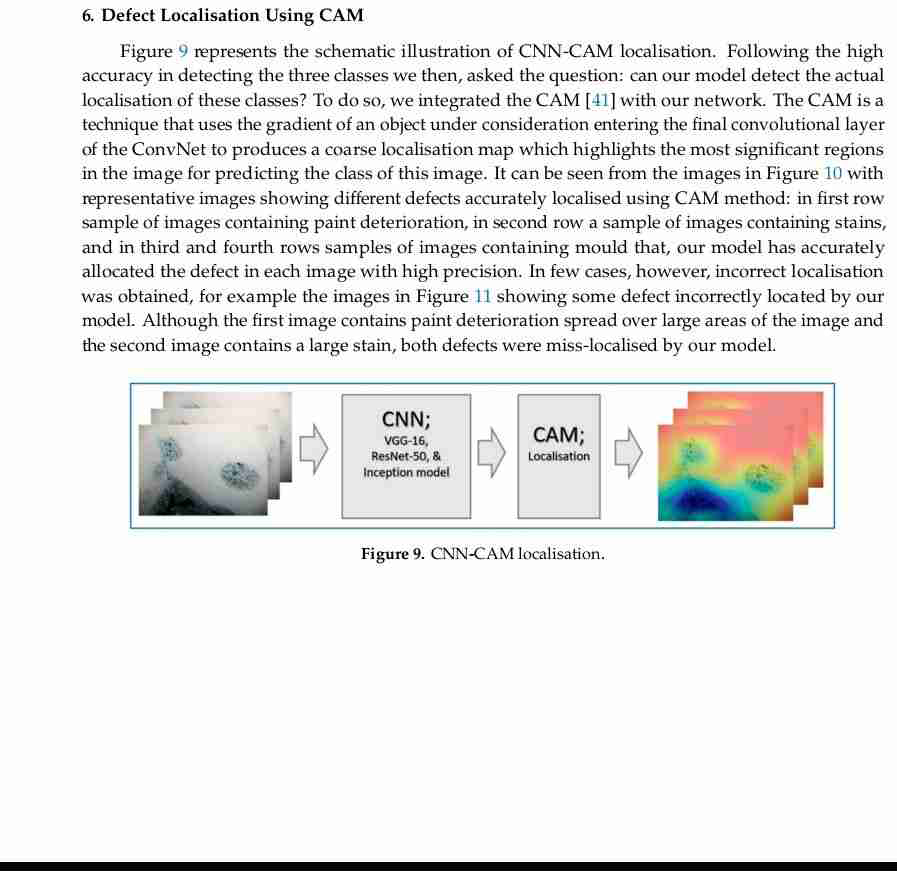 6. Defect Localisation Using CAM
Figure 9 represents the schematic illustration of CNN-CAM localisation. Following the high
accuracy in detecting the three classes we then, asked the question: can our model detect the actual
localisation of these classes? To do so, we integrated the CAM [41] with our network. The CAM is a
technique that uses the gradient of an object under consideration entering the final convolutional layer
of the ConvNet to produces a coarse localisation map which highlights the most significant regions
in the image for predicting the class of this image. It can be seen from the images in Figure 10 with
representative images showing different defects accurately localised using CAM method: in first row
sample of images containing paint deterioration, in second row a sample of images containing stains,
and in third and fourth rows samples of images containing mould that, our model has accurately
allocated the defect in each image with high precision. In few cases, however, incorrect localisation
was obtained, for example the images in Figure 11 showing some defect incorrectly located by our
model. Although the first image contains paint deterioration spread over large areas of the image and
the second image contains a large stain, both defects were miss-localised by our model.
CNN;
VGG-16,
ResNet-50, &
Inception model
CAM;
Localisation
Figure 9. CNN-CAM localisation.